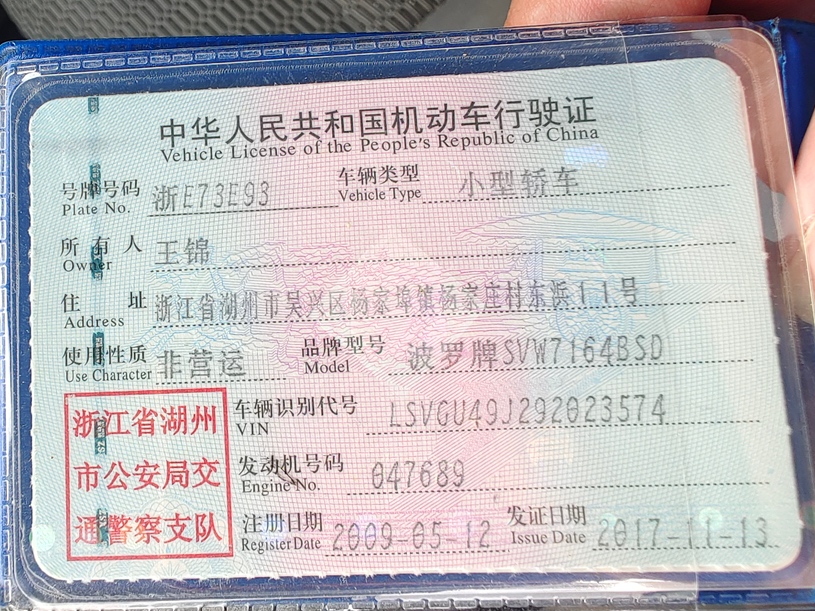 中华人民共和国机动车行驶证
Vehicle License of the People's Republic of China
号牌号码 浙E73E93 车辆类型 小型轿车
Plate No. Vehicle Type
所有人 王锦
Owner
住址 浙江省湖州市吴兴区杨家埠镇杨家庄村东浜11号
Address
使用性质 非营运 品牌型号 波罗牌SVW7164BSD
Use Character Model
浙江省湖州
市公安局交
通警察支队
车辆识别代号 LSVGU49J292023574
VIN
发动机号码 047689
Engine No.
注册日期 2009-05-12 发证日期 2017-11-13
Register Date Issue Date